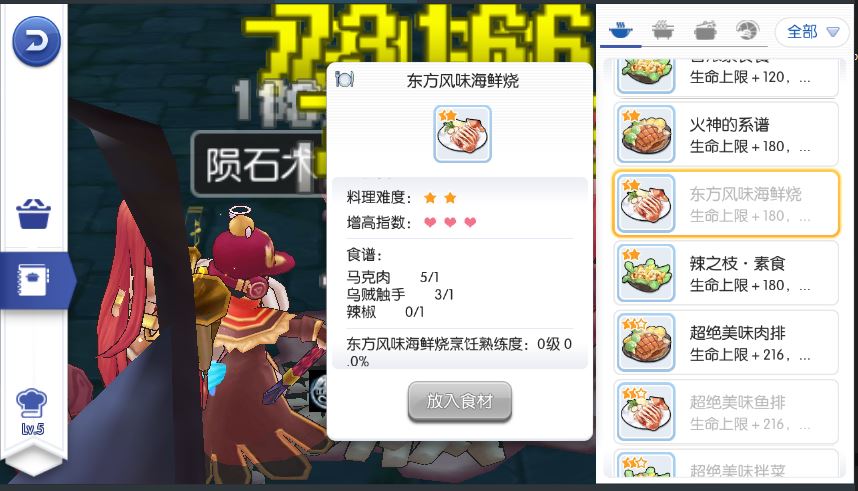 Lv.5
陨石术
东方风味海鲜烧
料理难度：
增高指数：
食谱：
马克肉 5/1
乌贼触手 3/1
辣椒 0/1
东方风味海鲜烧烹饪熟练度：0级 0
.0%
放入食材
全部
生命上限+120，...
火神的系谱
生命上限+180，...
东方风味海鲜烧
生命上限+180，...
辣之枝·素食
生命上限+180，...
超绝美味肉排
生命上限+216，...
超绝美味鱼排
生命上限+216，...
超绝美味拌菜